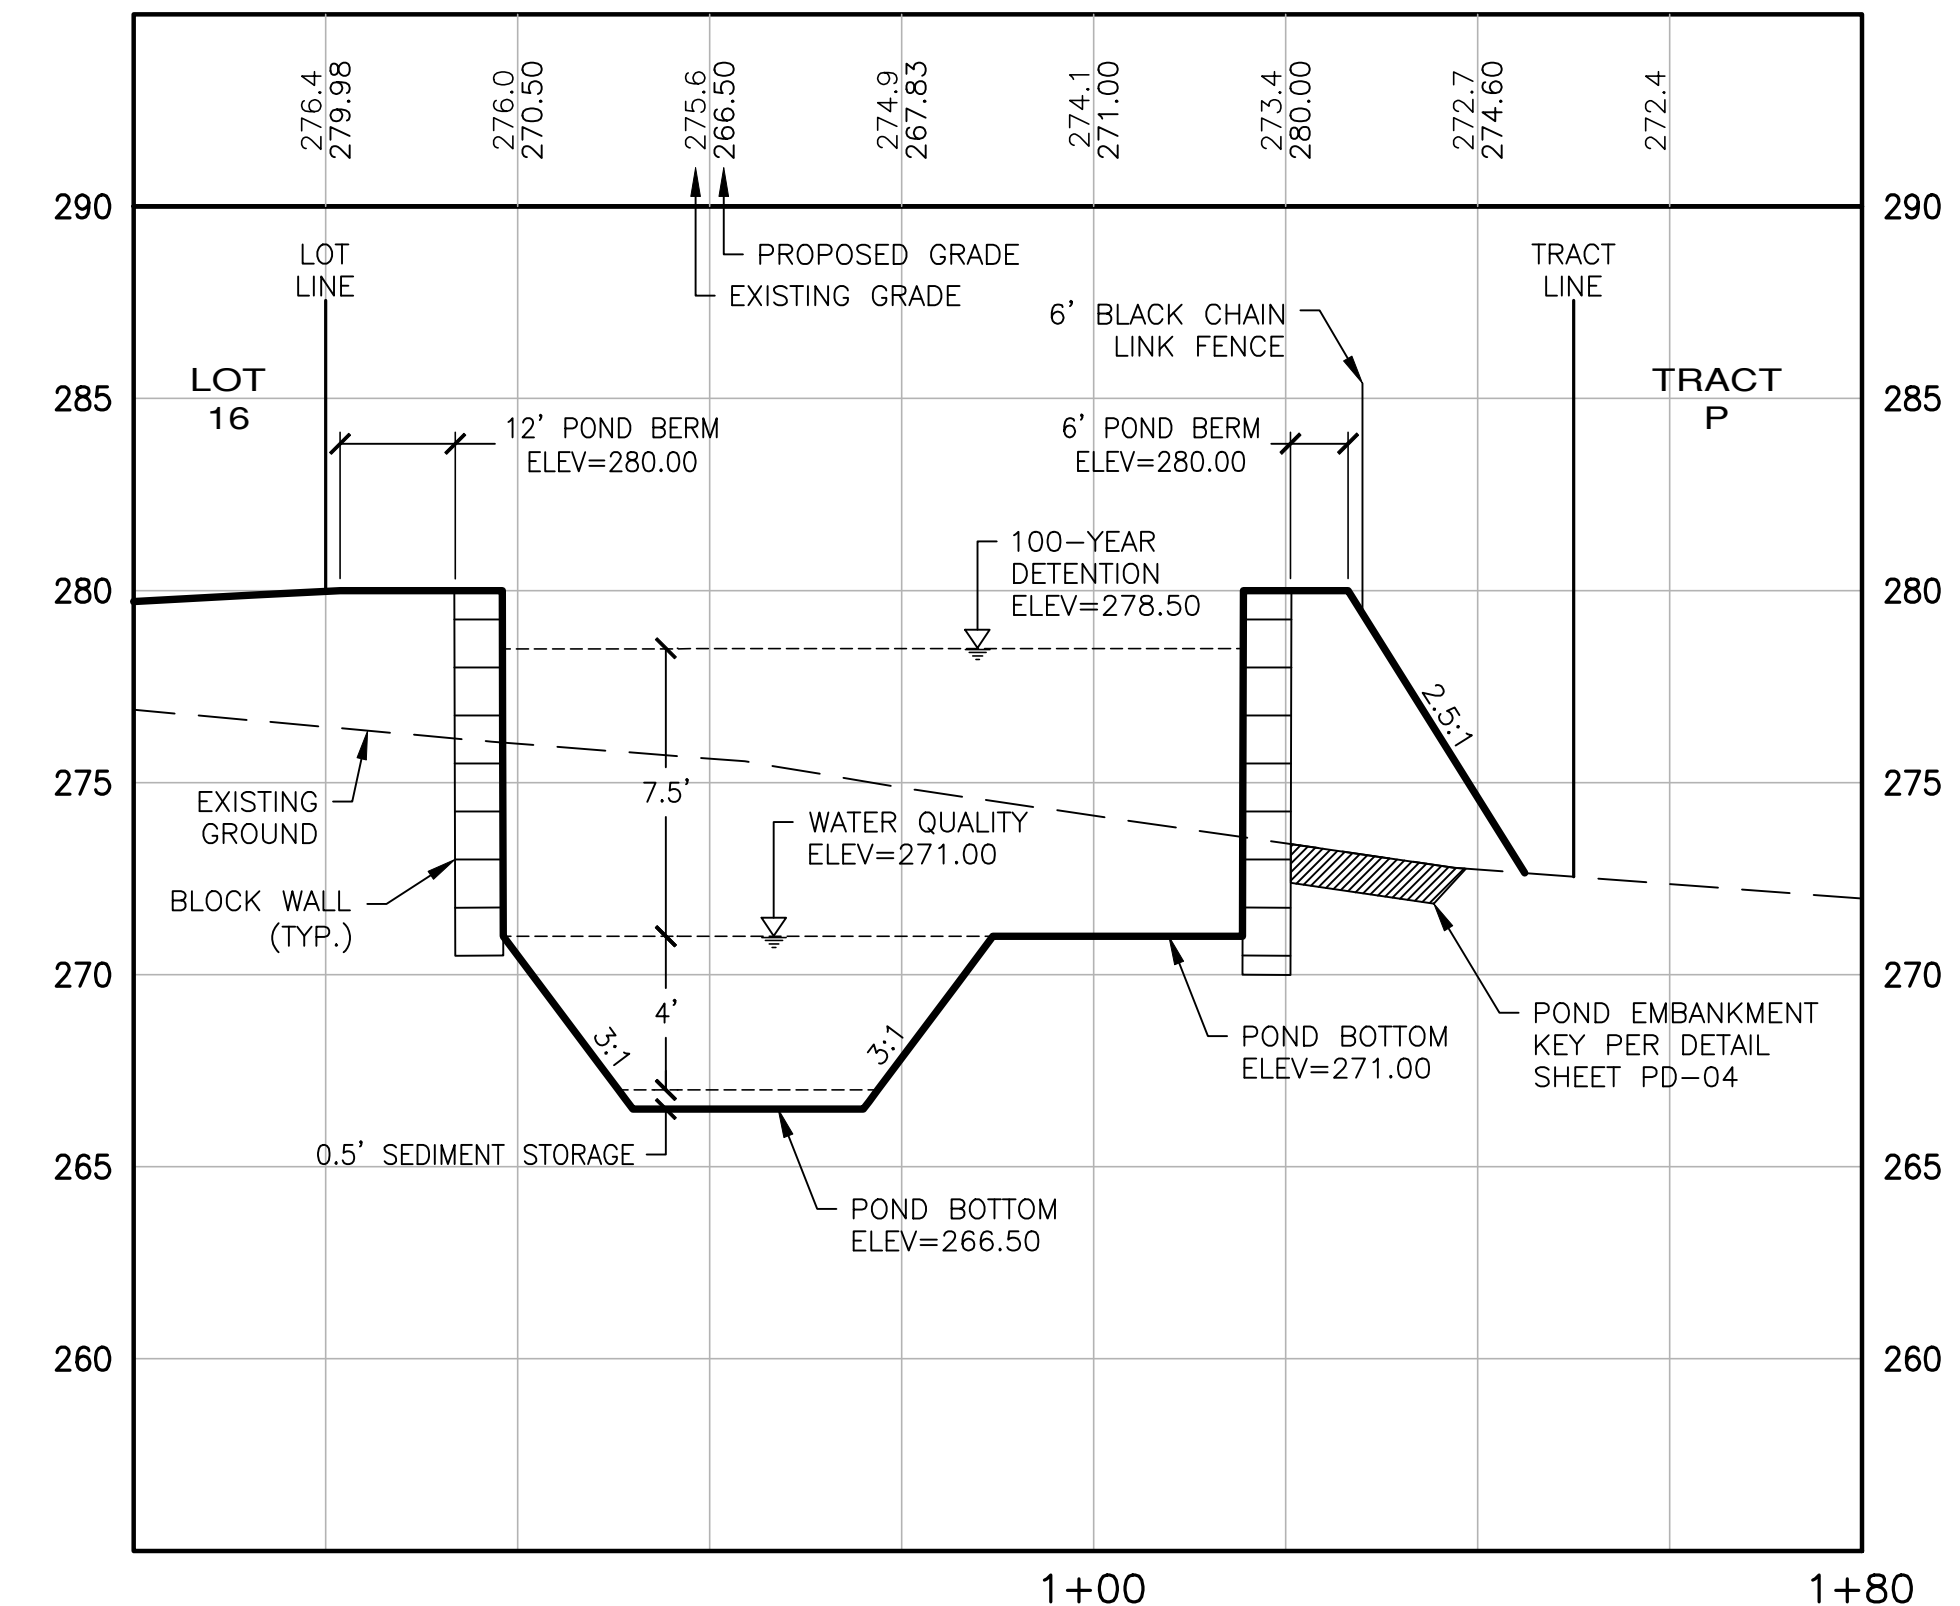 276.4
279.98
276.0
270.50
275.6
266.50
274.9
267.83
274.1
271.00
273.4
280.00
272.7
274.60
272.4
290
290
PROPOSED GRADE
EXISTING GRADE
LOT
LINE
TRACT
LINE
6' BLACK CHAIN
LINK FENCE
LOT
16
TRACT
P
285
285
12' POND BERM
ELEV=280.00
6' POND BERM
ELEV=280.00
100-YEAR
DETENTION
ELEV=278.50
280
280
2.5:1
7.5'
275
275
EXISTING
GROUND
WATER QUALITY
ELEV=271.00
BLOCK WALL
(TYP.)
270
270
4'
3:1
3:1
POND BOTTOM
ELEV=271.00
POND EMBANKMENT
KEY PER DETAIL
SHEET PD-04
0.5' SEDIMENT STORAGE
265
265
POND BOTTOM
ELEV=266.50
260
260
1+00
1+80